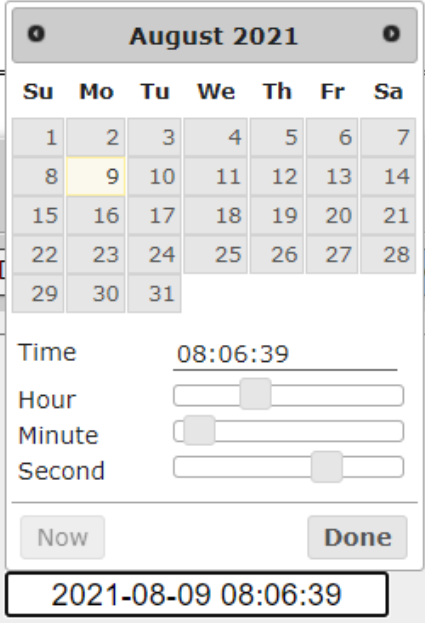 August 2021
Su Mo Tu We Th Fr Sa
1 2 3 4 5 6 7
8 9 10 11 12 13 14
15 16 17 18 19 20 21
22 23 24 25 26 27 28
29 30 31
Time 08:06:39
Hour
Minute
Second
Now Done
2021-08-09 08:06:39